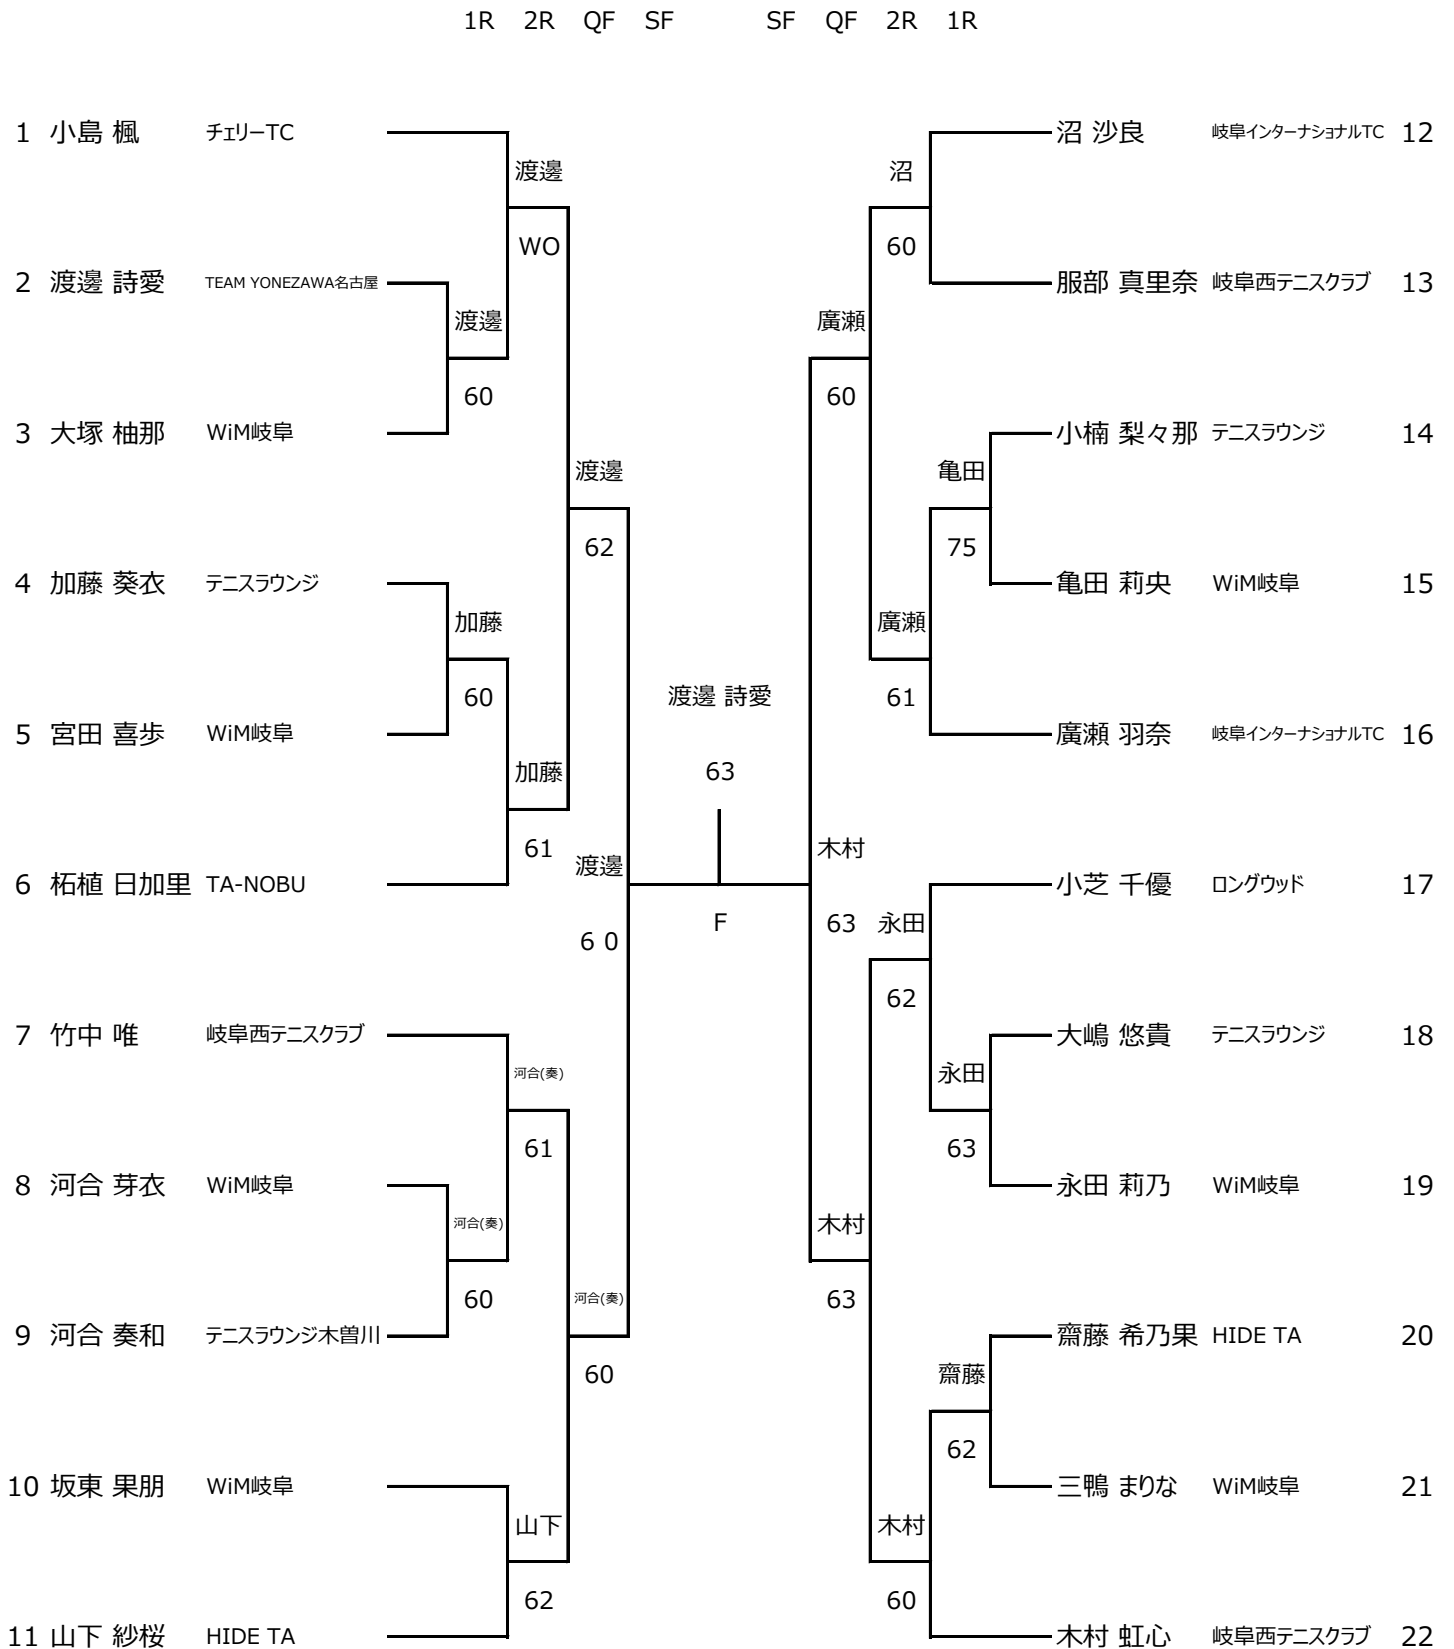 1R 2R QF SF SF QF 2R 1R
1 小島 楓 チェリーTC 沼 沙良 岐阜インターナショナルTC 12
渡邊 沼
WO 60
2 渡邊 詩愛 TEAM YONEZAWA名古屋 服部 真里奈 岐阜西テニスクラブ 13
渡邊 廣瀬
60 60
3 大塚 柚那 WiM岐阜 小楠 梨々那 テニスラウンジ 14
渡邊 亀田
62 75
4 加藤 葵衣 テニスラウンジ 亀田 莉央 WiM岐阜 15
加藤 廣瀬
60 渡邊 詩愛 61
5 宮田 喜歩 WiM岐阜 廣瀬 羽奈 岐阜インターナショナルTC 16
加藤 63
61 渡邊 木村
6 柘植 日加里 TA-NOBU 小芝 千優 ロングウッド 17
6 0 F 63 永田
62
7 竹中 唯 岐阜西テニスクラブ 大嶋 悠貴 テニスラウンジ 18
河合(奏) 永田
61 63
8 河合 芽衣 WiM岐阜 永田 莉乃 WiM岐阜 19
河合(奏) 木村
60 河合(奏) 63
9 河合 奏和 テニスラウンジ木曽川 齋藤 希乃果 HIDE TA 20
60 齋藤
62
10 坂東 果朋 WiM岐阜 三鴨 まりな WiM岐阜 21
山下 木村
62 60
11 山下 紗桜 HIDE TA 木村 虹心 岐阜西テニスクラブ 22